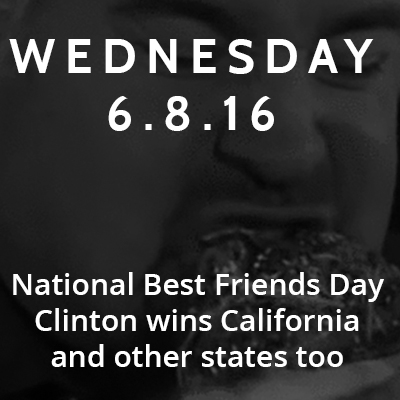 WEDNESDAY
6.8.16
National Best Friends Day
Clinton wins California
and other states too